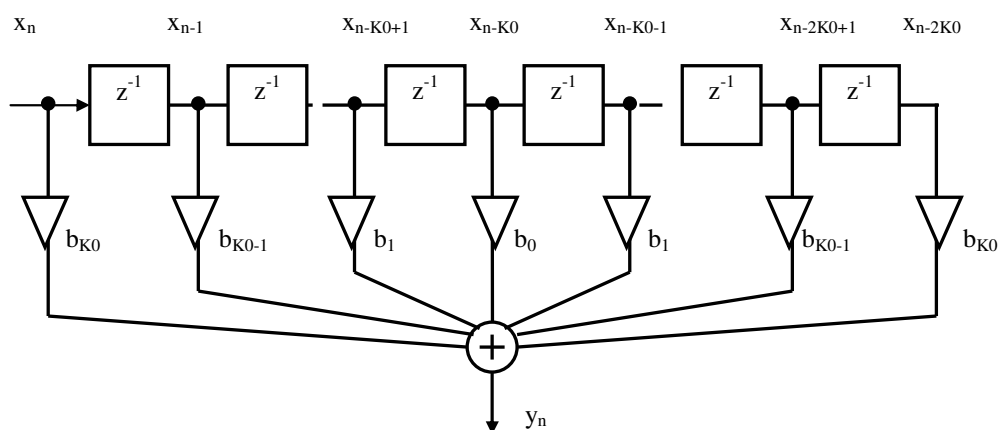 xₙ xₙ₋₁ xₙ₋K0+1 xₙ₋K0 xₙ₋K0-1 xₙ₋2K0+1 xₙ₋2K0
z⁻¹ z⁻¹ z⁻¹ z⁻¹ z⁻¹ z⁻¹
bK0 bK0-1 b₁ b₀ b₁ bK0-1 bK0
+
yₙ